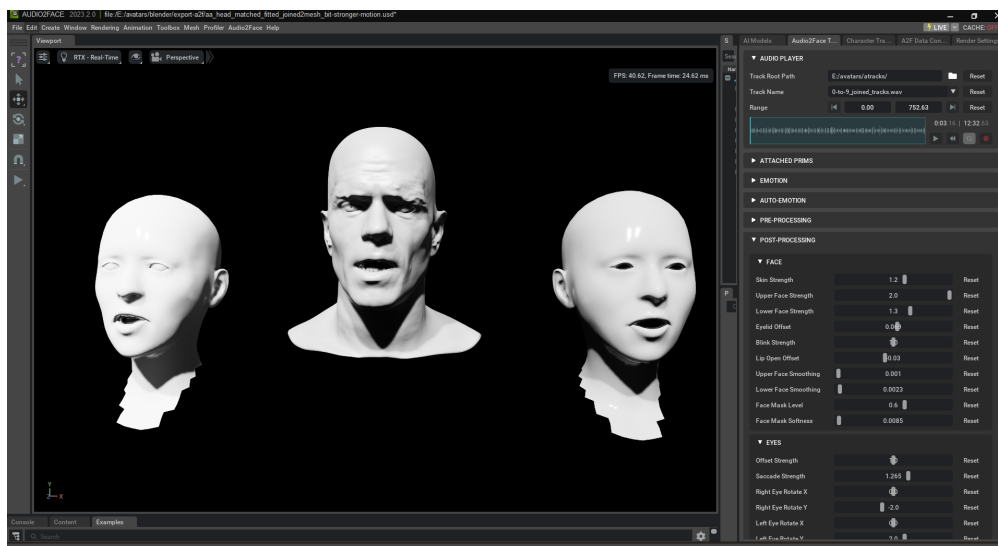 AUDIO2FACE 2023.2.0 | file:/E:/avatars/blender/export-a2f/aa_head_matched_fitted_joined2mesh_bit-stronger-motion.usd*
File Edit Create Window Rendering Animation Toolbox Mesh Profiler Audio2Face Help
LIVE CACHE: OFF
Viewport
S
AI Models Audio2Face T... Character Tra... A2F Data Con... Render Setting
RTX - Real-Time
Perspective
FPS: 40.62, Frame time: 24.62 ms
AUDIO PLAYER
Track Root Path E:/avatars/atracks/ Reset
Track Name 0-to-9_joined_tracks.wav Reset
Range 0.00 752.63 Reset
0:03.16 | 12:32.63
ATTACHED PRIMS
EMOTION
AUTO-EMOTION
PRE-PROCESSING
POST-PROCESSING
FACE
Skin Strength 1.2 Reset
Upper Face Strength 2.0 Reset
Lower Face Strength 1.3 Reset
Eyelid Offset Reset
Blink Strength Reset
Lip Open Offset 0.03 Reset
Upper Face Smoothing 0.001 Reset
Lower Face Smoothing 0.0023 Reset
Face Mask Level 0.6 Reset
Face Mask Softness 0.0085 Reset
EYES
Offset Strength Reset
Saccade Strength 1.265 Reset
Right Eye Rotate X Reset
Right Eye Rotate Y -2.0 Reset
Left Eye Rotate X Reset
Left Eye Rotate Y 2.0 Reset
P
Y
Z X
Console Content Examples
Search